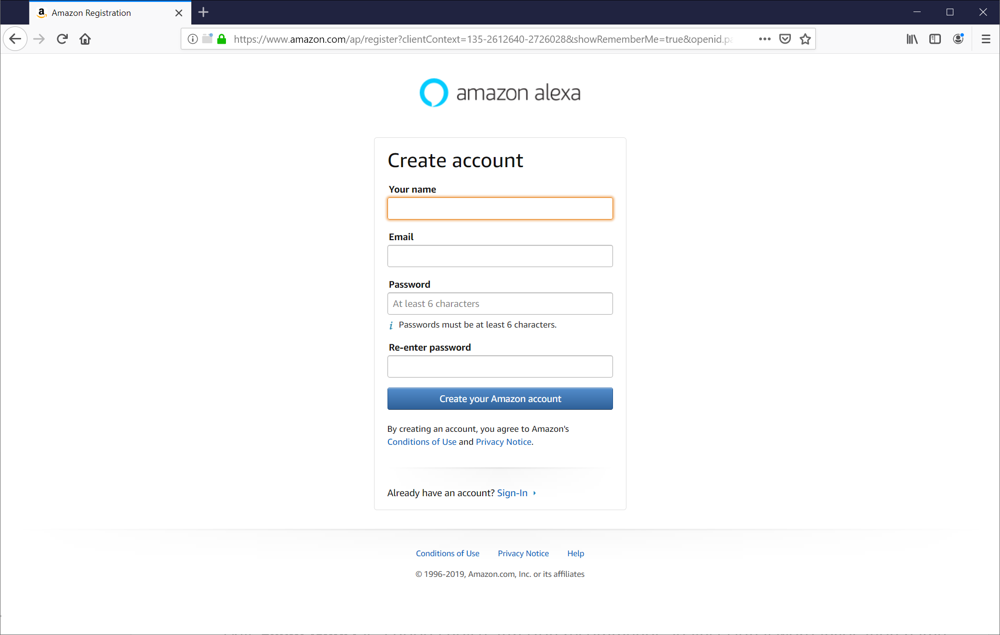 Amazon Registration
https://www.amazon.com/ap/register?clientContext=135-2612640-2726028&showRememberMe=true&openid.pa
amazon alexa
Create account
Your name
Email
Password
At least 6 characters
i Passwords must be at least 6 characters.
Re-enter password
Create your Amazon account
By creating an account, you agree to Amazon's
Conditions of Use and Privacy Notice.
Already have an account? Sign-In
Conditions of Use Privacy Notice Help
© 1996-2019, Amazon.com, Inc. or its affiliates